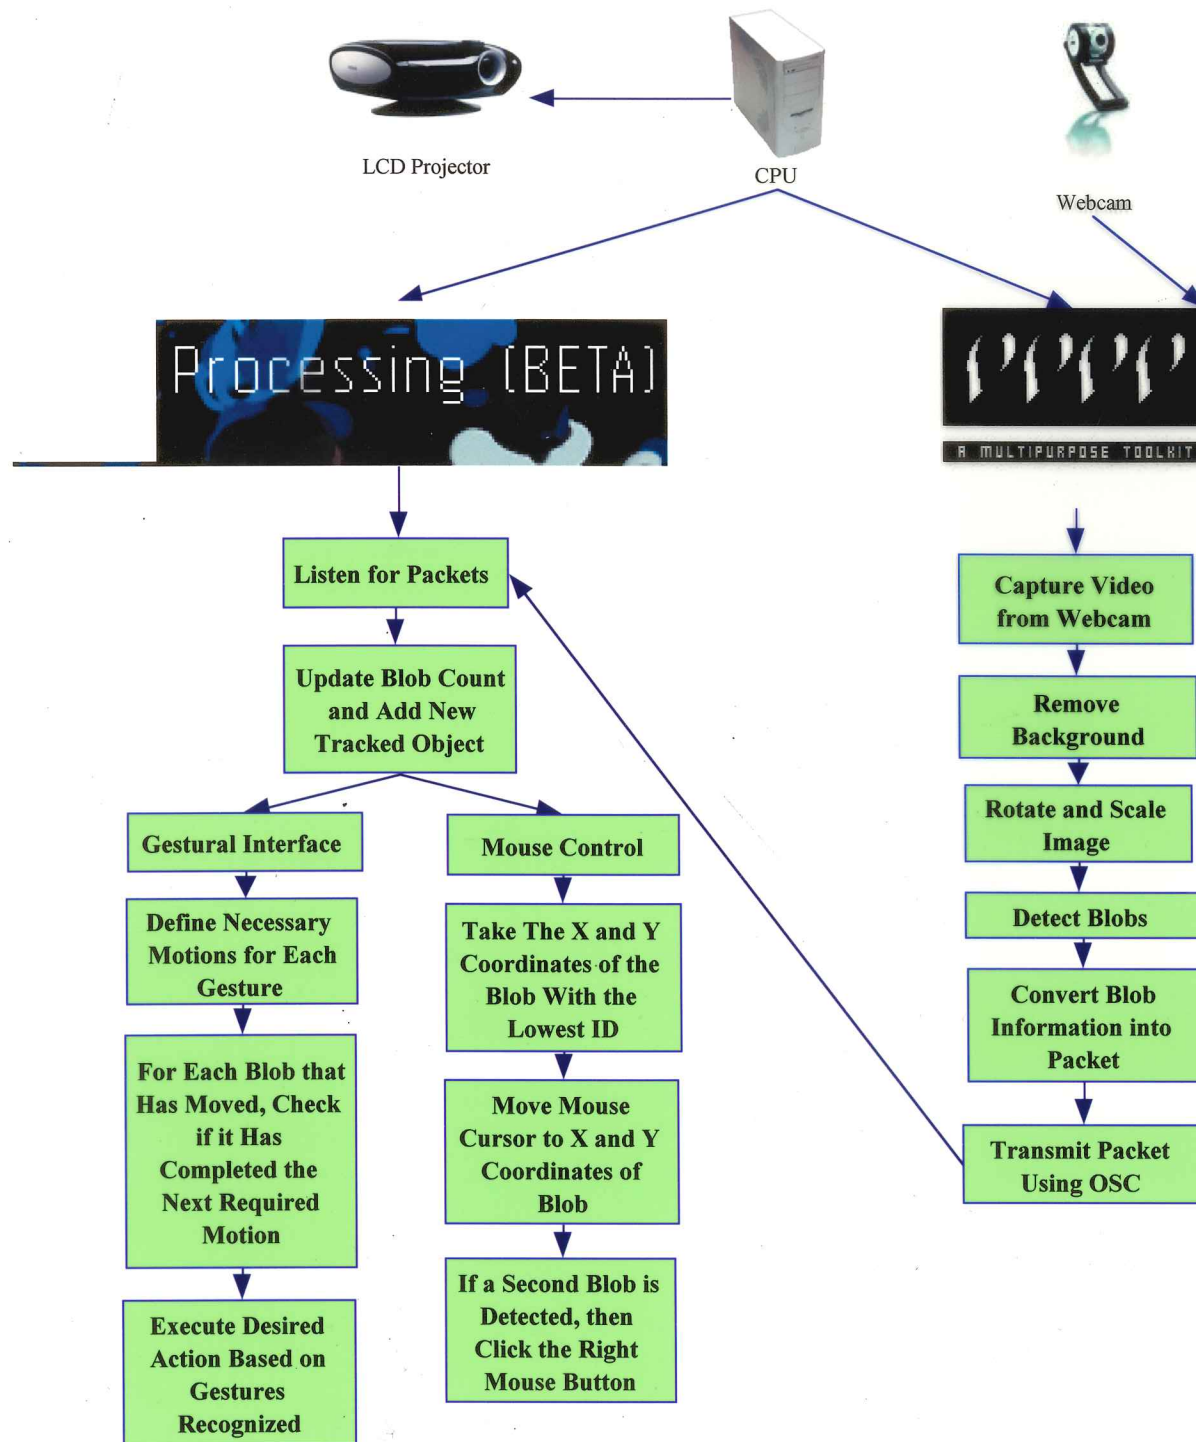 LCD Projector
CPU
Webcam
Processing (BETA)
A MULTIPURPOSE TOOLKIT
Listen for Packets
Update Blob Count
and Add New
Tracked Object
Gestural Interface
Define Necessary
Motions for Each
Gesture
For Each Blob that
Has Moved, Check
if it Has
Completed the
Next Required
Motion
Execute Desired
Action Based on
Gestures
Recognized
Mouse Control
Take The X and Y
Coordinates of the
Blob With the
Lowest ID
Move Mouse
Cursor to X and Y
Coordinates of
Blob
If a Second Blob is
Detected, then
Click the Right
Mouse Button
Capture Video
from Webcam
Remove
Background
Rotate and Scale
Image
Detect Blobs
Convert Blob
Information into
Packet
Transmit Packet
Using OSC